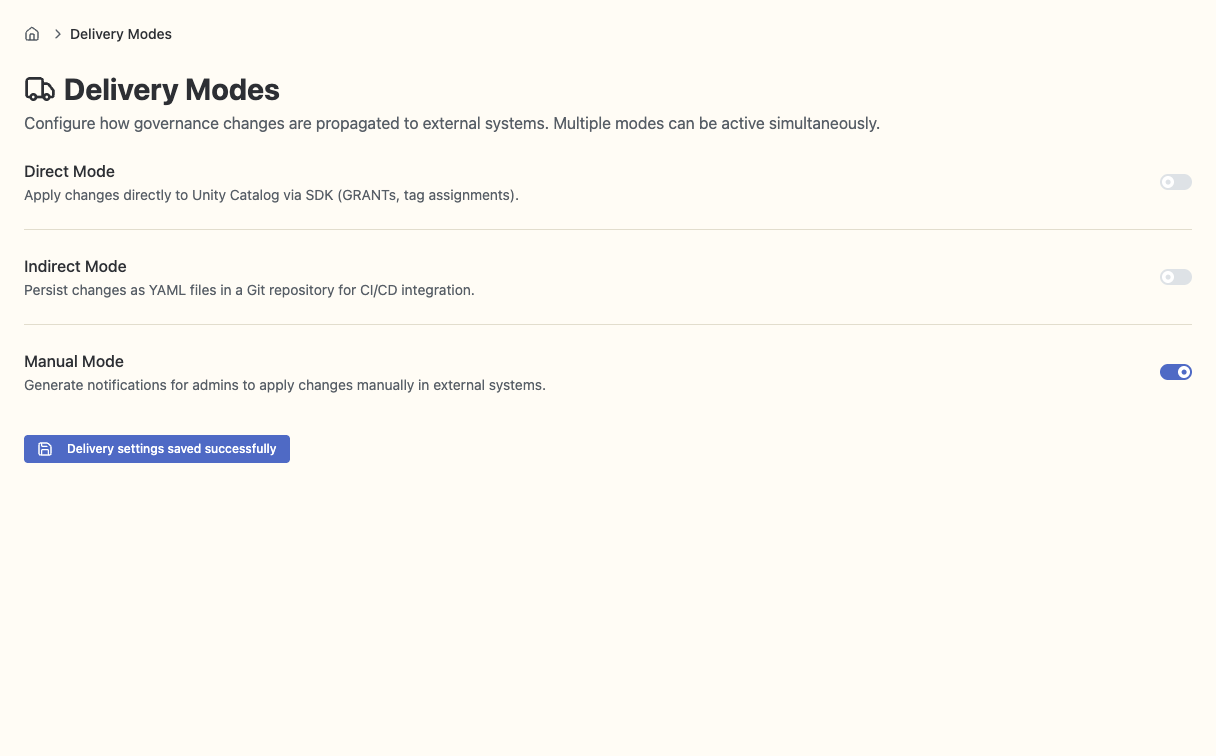 Delivery Modes
Delivery Modes
Configure how governance changes are propagated to external systems. Multiple modes can be active simultaneously.
Direct Mode
Apply changes directly to Unity Catalog via SDK (GRANTs, tag assignments).
Indirect Mode
Persist changes as YAML files in a Git repository for CI/CD integration.
Manual Mode
Generate notifications for admins to apply changes manually in external systems.
Delivery settings saved successfully